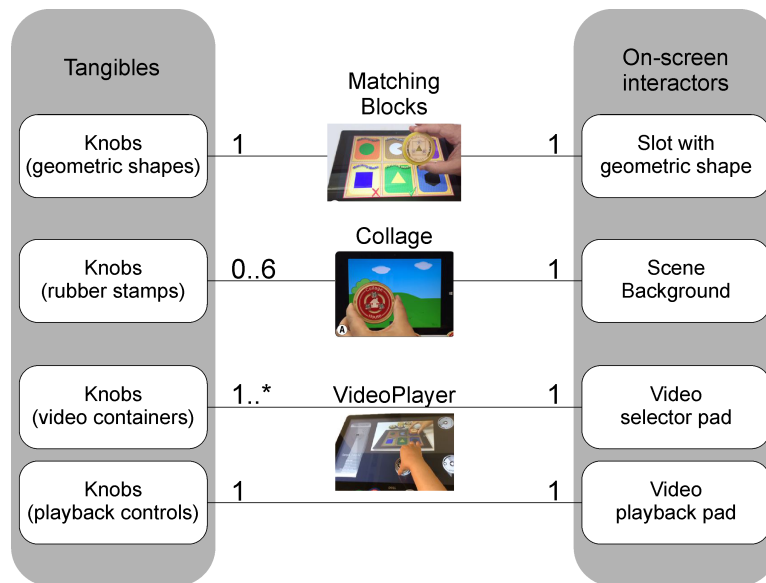 Tangibles
On-screen
interactors
Matching
Blocks
Knobs
(geometric shapes)
1
1
Slot with
geometric shape
Collage
Knobs
(rubber stamps)
0..6
1
Scene
Background
A
VideoPlayer
Knobs
(video containers)
1..*
1
Video
selector pad
Knobs
(playback controls)
1
1
Video
playback pad